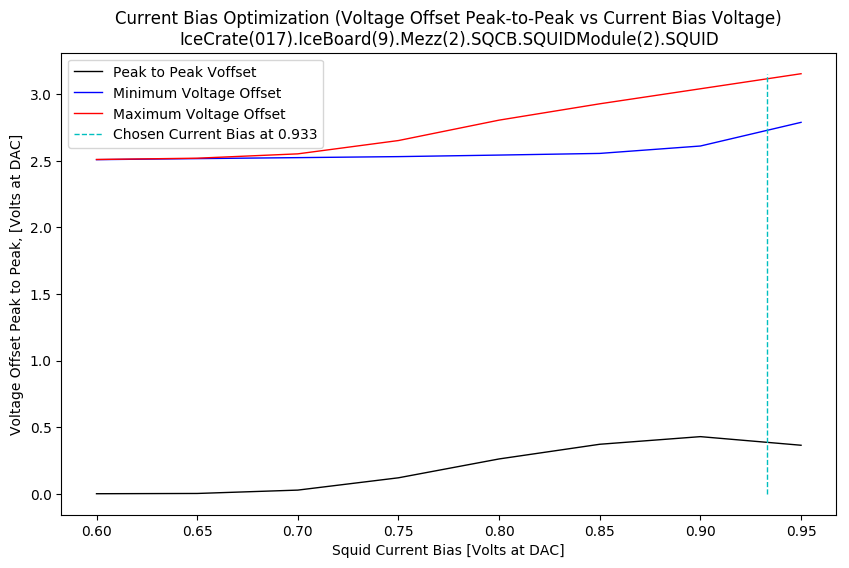 Current Bias Optimization (Voltage Offset Peak-to-Peak vs Current Bias Voltage)
IceCrate(017).IceBoard(9).Mezz(2).SQCB.SQUIDModule(2).SQUID
Peak to Peak Voffset
Minimum Voltage Offset
Maximum Voltage Offset
Chosen Current Bias at 0.933
Voltage Offset Peak to Peak, [Volts at DAC]
3.0
2.5
2.0
1.5
1.0
0.5
0.0
0.60 0.65 0.70 0.75 0.80 0.85 0.90 0.95
Squid Current Bias [Volts at DAC]